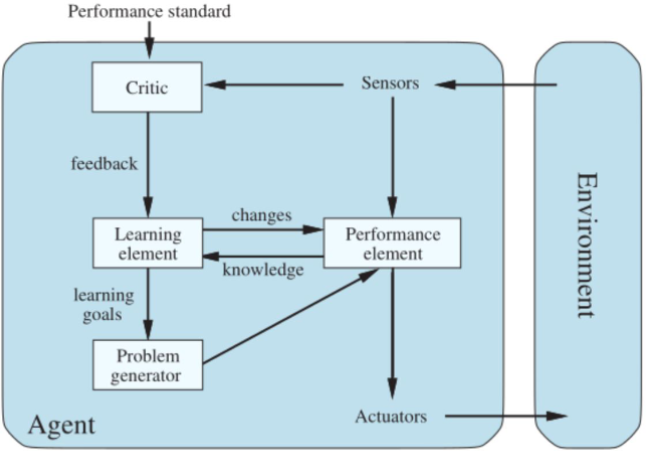 Performance standard
Critic
Sensors
feedback
changes
Learning
element
Performance
element
knowledge
learning
goals
Problem
generator
Agent
Actuators
Environment